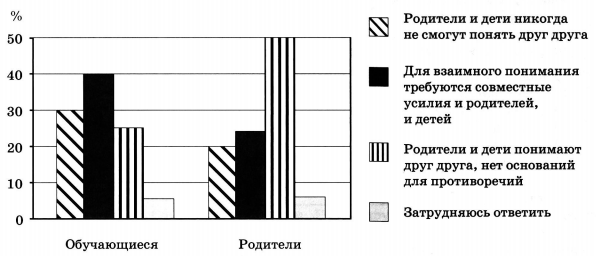 %
50
40
30
20
10
0
Обучающиеся
Родители
Родители и дети никогда
не смогут понять друг друга
Для взаимного понимания
требуются совместные
усилия и родителей,
и детей
Родители и дети понимают
друг друга, нет оснований
для противоречий
Затрудняюсь ответить